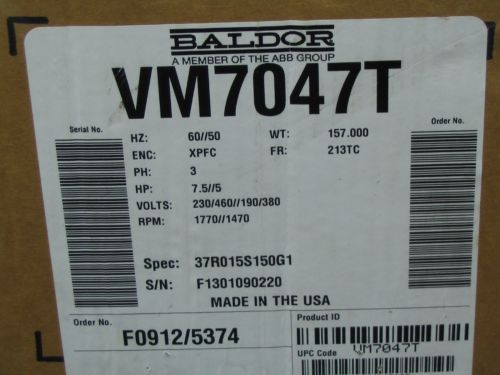 BALDOR
A MEMBER OF THE ABB GROUP
VM7047T
Serial No.
Order No.
HZ: 60//50 WT: 157.000
ENC: XPFC FR: 213TC
PH: 3
HP: 7.5//5
VOLTS: 230/460//190/380
RPM: 1770//1470
Spec: 37R015S150G1
S/N: F1301090220
MADE IN THE USA
Order No.
F0912/5374
Product ID
VM7047T
UPC Code